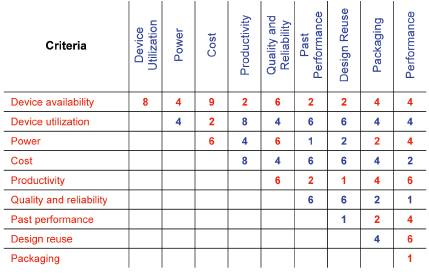 Criteria
Device
Utilization
Power
Cost
Productivity
Quality and
Reliability
Past
Performance
Design Reuse
Packaging
Performance
Device availability 8 4 9 2 6 2 2 4 4
Device utilization 4 2 8 4 6 6 4 4
Power 6 4 6 1 2 2 4
Cost 8 4 6 6 4 2
Productivity 6 2 1 4 6
Quality and reliability 6 6 2 1
Past performance 1 2 4
Design reuse 4 6
Packaging 1